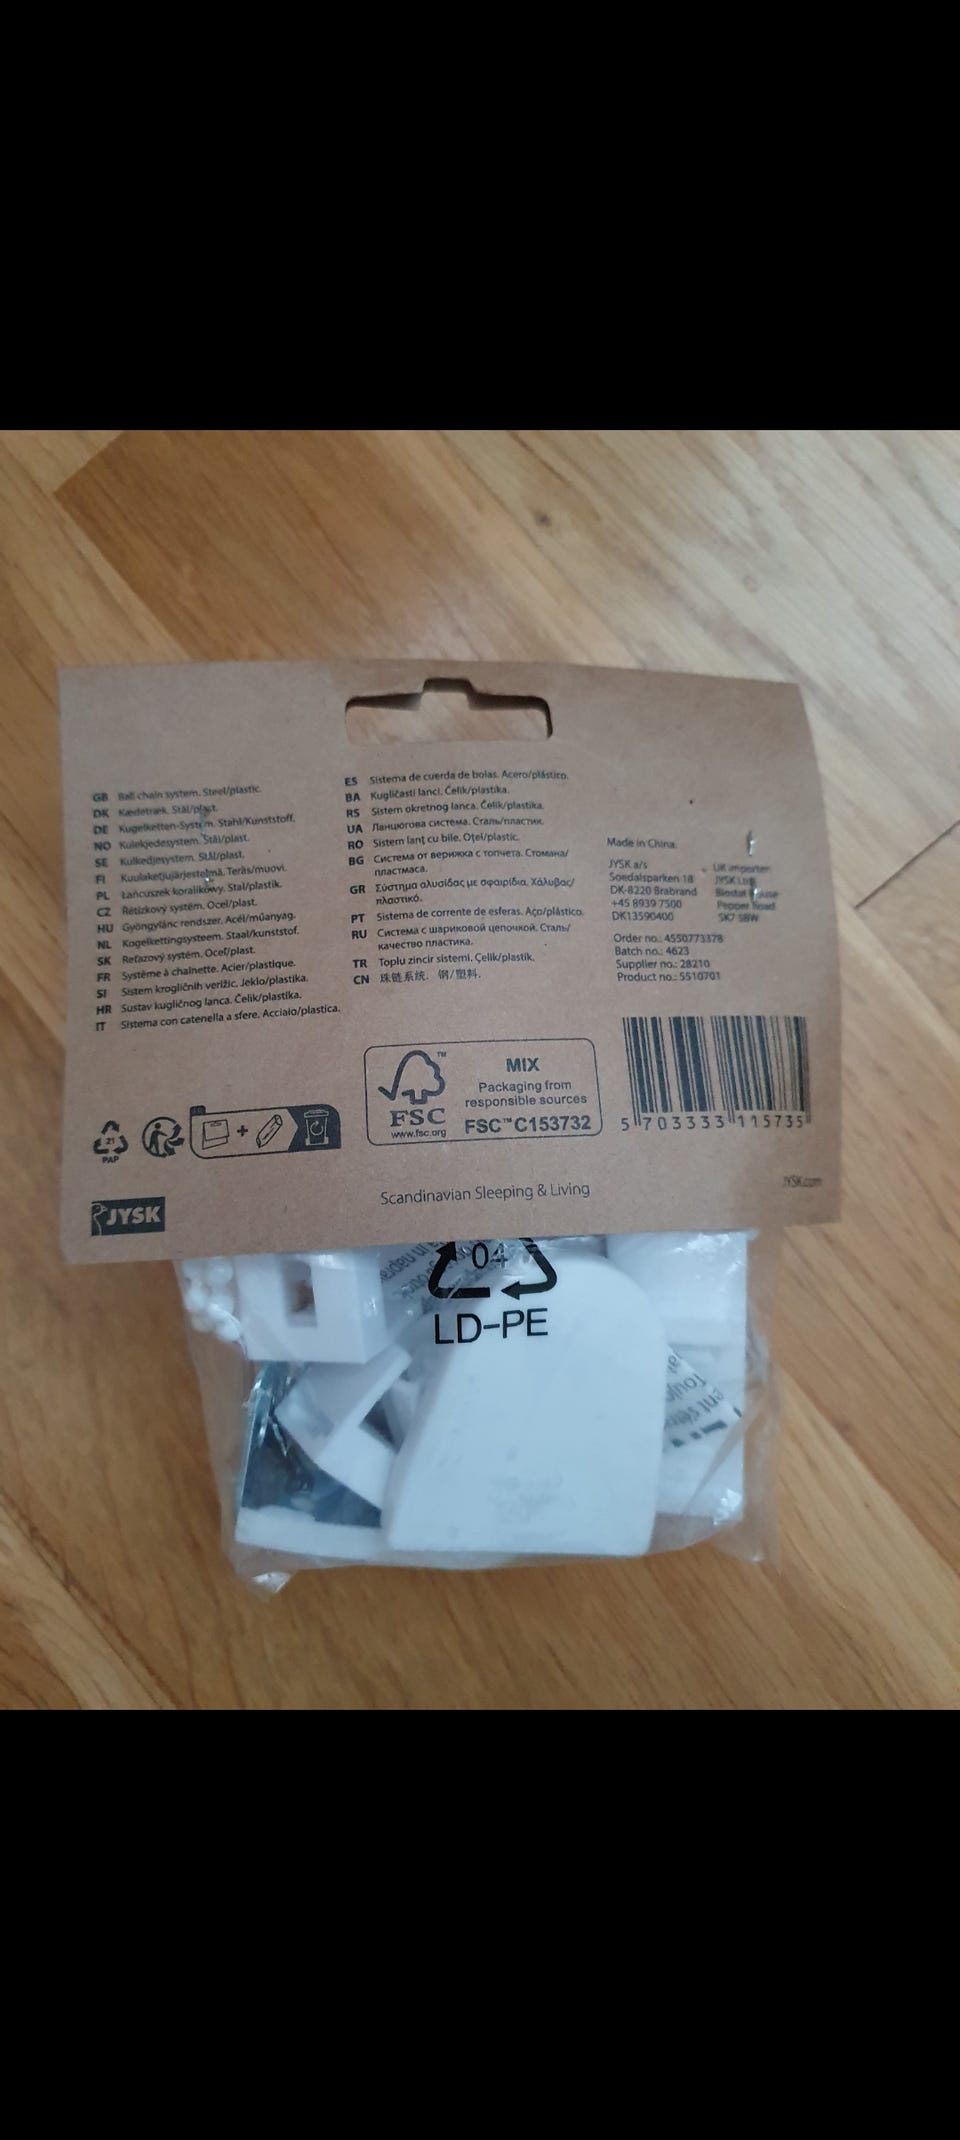 GB Ball chain system. Steel/plastic.
DK Kædetræk. Stål/plast.
DE Kugelketten-System. Stahl/Kunststoff.
NO Kulekjedesystem. Stål/plast.
SE Kulkedjesystem. Stål/plast.
FI Kuulaketjujärjestelmä. Teräs/muovi.
PL Łańcuszek koralikowy. Stal/plastik.
CZ Řetízkový systém. Ocel/plast.
HU Gyöngylánc rendszer. Acél/műanyag.
NL Kogelkettingsysteem. Staal/kunststof.
SK Reťazový systém. Oceľ/plast.
FR Système à chaînette. Acier/plastique.
SI Sistem krogličnih verižic. Jeklo/plastika.
HR Sustav kugličnog lanca. Čelik/plastika.
IT Sistema con catenella a sfere. Acciaio/plastica.
ES Sistema de cuerda de bolas. Acero/plástico.
BA Kugličasti lanci. Čelik/plastika.
RS Sistem okretnog lanca. Čelik/plastika.
UA Ланцюгова система. Сталь/пластик.
RO Sistem lanț cu bile. Oțel/plastic.
BG Система от верижка с топчета. Стомана/
пластмаса.
GR Σύστημα αλυσίδας με σφαιρίδια. Χάλυβας/
πλαστικό.
PT Sistema de corrente de esferas. Aço/plástico.
RU Система с шариковой цепочкой. Сталь/
качество пластика.
TR Toplu zincir sistemi. Çelik/plastik.
CN 珠链系统. 钢/塑料.
Made in China.
JYSK a/s
Soedalsparken 18
DK-8220 Brabrand
+45 8939 7500
DK13590400
UK importer:
JYSK Ltd
Biostat House
Pepper Road
SK7 5BW
Order no.: 4550773378
Batch no.: 4623
Supplier no.: 28210
Product no.: 5510701
5 703333 115735
21
PAP
FSC
™
www.fsc.org
MIX
Packaging from
responsible sources
FSC™ C153732
JYSK
Scandinavian Sleeping & Living
JYSK.com
04
LD-PE